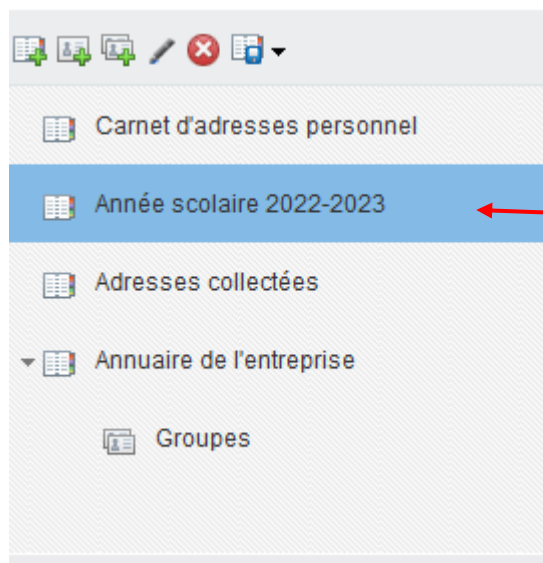 Carnet d'adresses personnel
Année scolaire 2022-2023
Adresses collectées
Annuaire de l'entreprise
Groupes